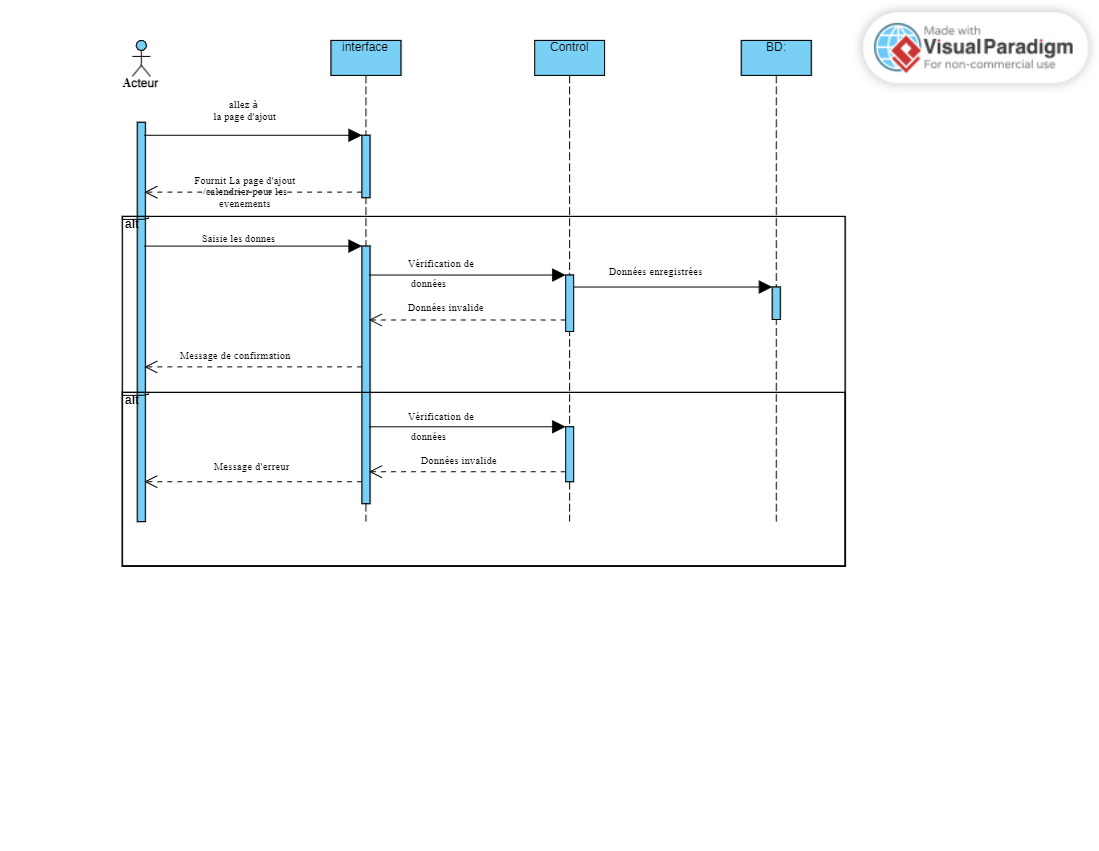 Made with
Visual Paradigm
For non-commercial use
interface
Control
BD:
Acteur
allez à
la page d'ajout
Fournit La page d'ajout
/calendrier pour les
evenements
alt
Saisie les donnes
Vérification de
données
Données enregistrées
Données invalide
Message de confirmation
alt
Vérification de
données
Données invalide
Message d'erreur